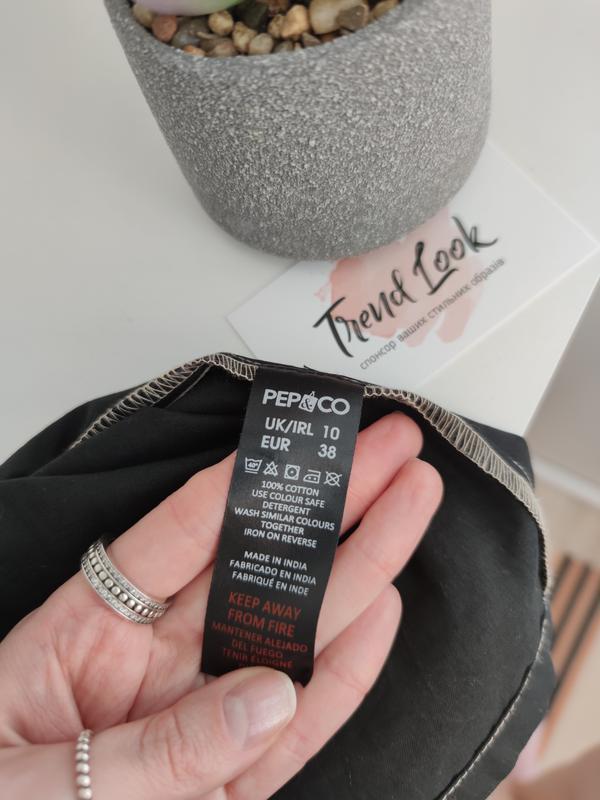 Trend Look
спонсор ваших стильних образів
PEPCO
UK/IRL 10
EUR 38
40°
100% COTTON
USE COLOUR SAFE
DETERGENT
WASH SIMILAR COLOURS
TOGETHER
IRON ON REVERSE
MADE IN INDIA
FABRICADO EN INDIA
FABRIQUÉ EN INDE
KEEP AWAY
FROM FIRE
MANTENER ALEJADO
DEL FUEGO
TENIR ÉLOIGNÉ